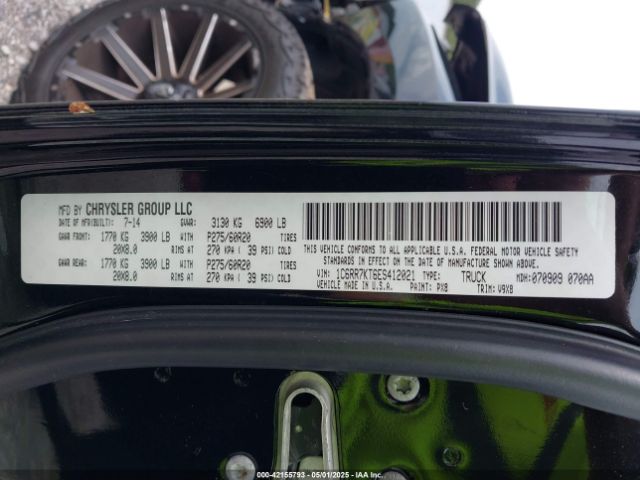 MFD BY CHRYSLER GROUP LLC
DATE OF MFR(BUILT): 7-14 GVWR: 3130 KG 6900 LB
GAWR FRONT: 1770 KG 3900 LB WITH P275/60R20 TIRES
20X8.0 RIMS AT 270 KPA ( 39 PSI) COLD
GAWR REAR: 1770 KG 3900 LB WITH P275/60R20 TIRES
20X8.0 RIMS AT 270 KPA ( 39 PSI) COLD
THIS VEHICLE CONFORMS TO ALL APPLICABLE U.S.A. FEDERAL MOTOR VEHICLE SAFETY
STANDARDS IN EFFECT ON THE DATE OF MANUFACTURE SHOWN ABOVE.
VIN: 1C6RR7KT6ES412021 TYPE: TRUCK MDH:070909 070AA
VEHICLE MADE IN U.S.A. PAINT: PX8 TRIM: V9X8
000-42155793 - 05/01/2025 - IAAI.COM